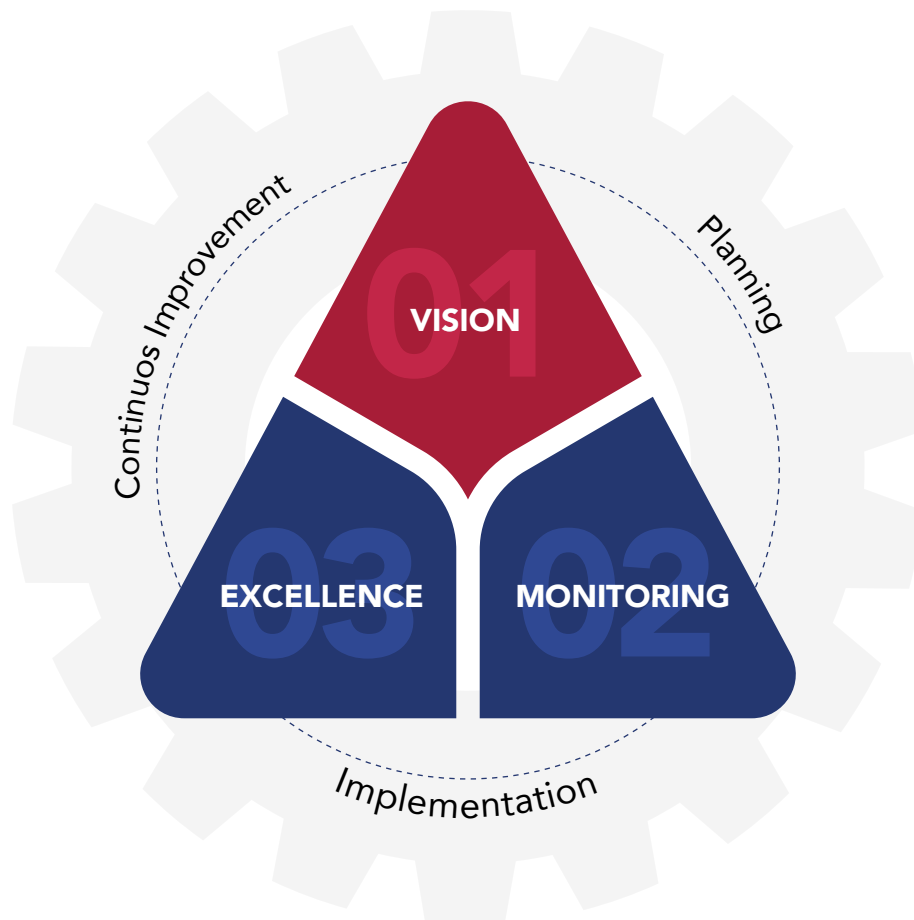 01
VISION
Planning
02
MONITORING
Implementation
03
EXCELLENCE
Continuos Improvement